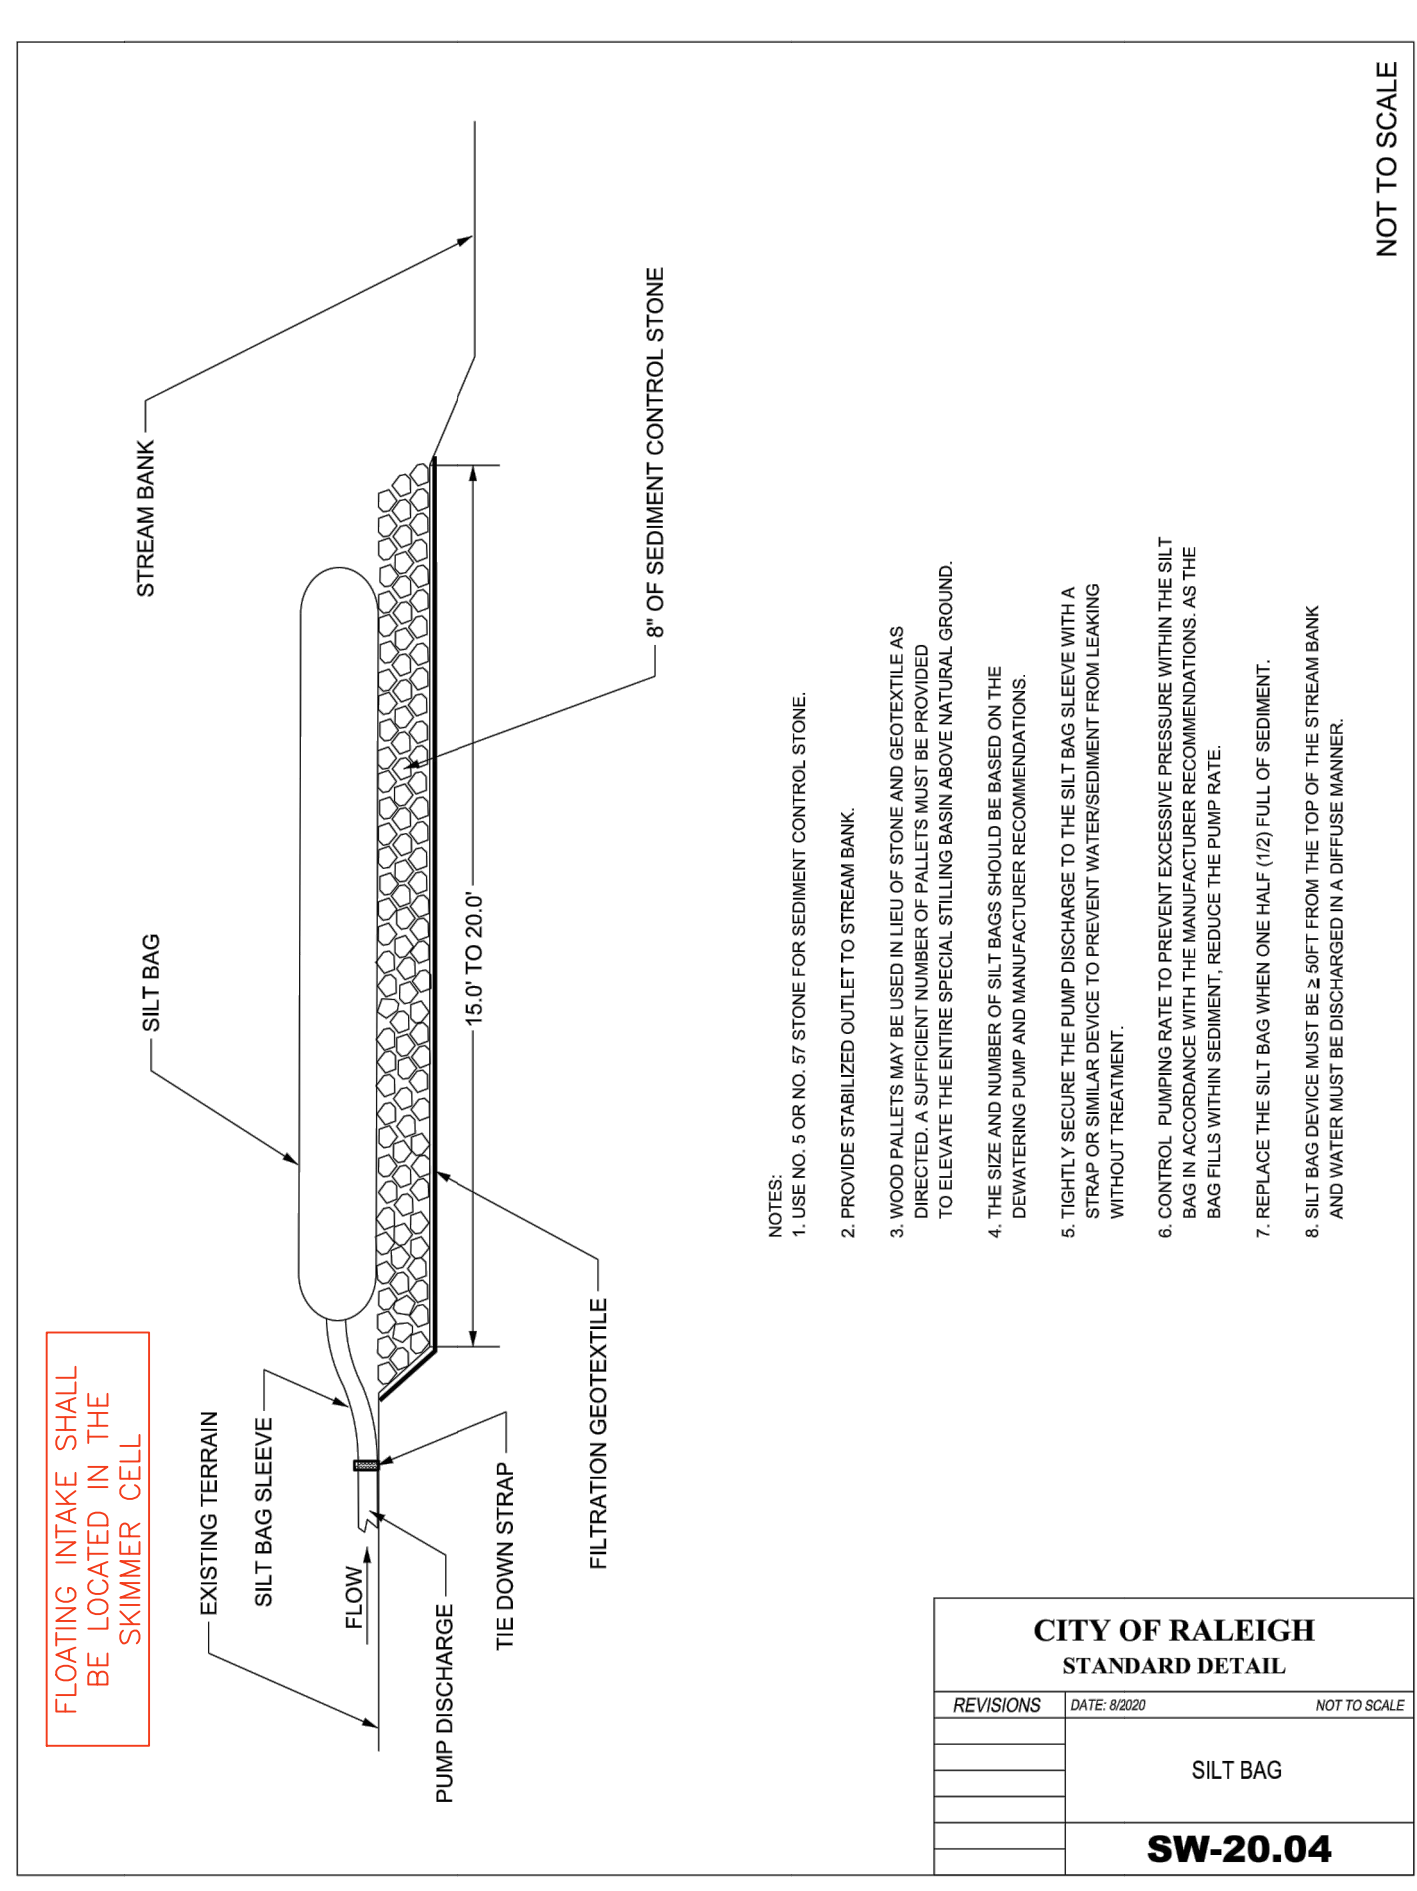 NOT TO SCALE
FLOATING INTAKE SHALL
BE LOCATED IN THE
SKIMMER CELL
EXISTING TERRAIN
SILT BAG SLEEVE
FLOW
PUMP DISCHARGE
TIE DOWN STRAP
FILTRATION GEOTEXTILE
SILT BAG
STREAM BANK
15.0' TO 20.0'
8" OF SEDIMENT CONTROL STONE
NOTES:
1. USE NO. 5 OR NO. 57 STONE FOR SEDIMENT CONTROL STONE.
2. PROVIDE STABILIZED OUTLET TO STREAM BANK.
3. WOOD PALLETS MAY BE USED IN LIEU OF STONE AND GEOTEXTILE AS
DIRECTED. A SUFFICIENT NUMBER OF PALLETS MUST BE PROVIDED
TO ELEVATE THE ENTIRE SPECIAL STILLING BASIN ABOVE NATURAL GROUND.
4. THE SIZE AND NUMBER OF SILT BAGS SHOULD BE BASED ON THE
DEWATERING PUMP AND MANUFACTURER RECOMMENDATIONS.
5. TIGHTLY SECURE THE PUMP DISCHARGE TO THE SILT BAG SLEEVE WITH A
STRAP OR SIMILAR DEVICE TO PREVENT WATER/SEDIMENT FROM LEAKING
WITHOUT TREATMENT.
6. CONTROL PUMPING RATE TO PREVENT EXCESSIVE PRESSURE WITHIN THE SILT
BAG IN ACCORDANCE WITH THE MANUFACTURER RECOMMENDATIONS. AS THE
BAG FILLS WITHIN SEDIMENT, REDUCE THE PUMP RATE.
7. REPLACE THE SILT BAG WHEN ONE HALF (1/2) FULL OF SEDIMENT.
8. SILT BAG DEVICE MUST BE ≥ 50FT FROM THE TOP OF THE STREAM BANK
AND WATER MUST BE DISCHARGED IN A DIFFUSE MANNER.
CITY OF RALEIGH
STANDARD DETAIL
REVISIONS
DATE: 8/2020 NOT TO SCALE
SILT BAG
SW-20.04